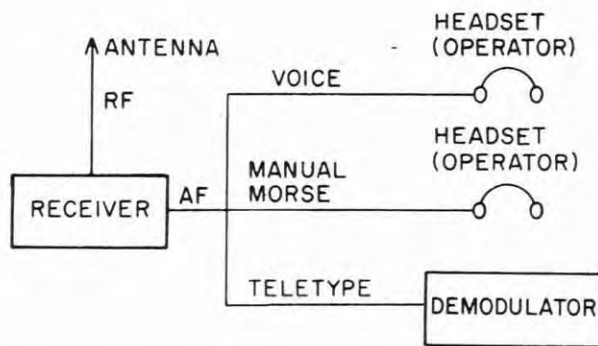 HEADSET
(OPERATOR)
ANTENNA
VOICE
RF
HEADSET
(OPERATOR)
MANUAL
MORSE
AF
RECEIVER
TELETYPE
DEMODULATOR